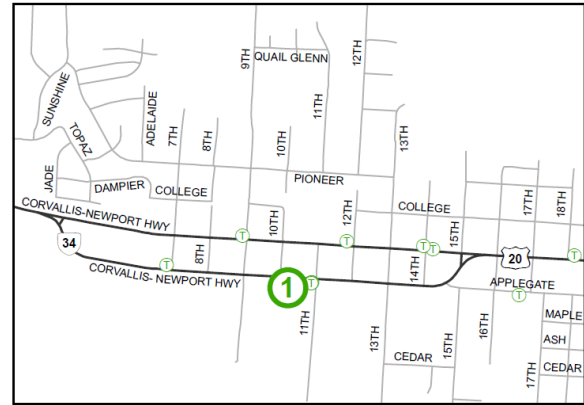 9TH
12TH
QUAIL GLENN
11TH
SUNSHINE
TOPAZ
ADELAIDE
7TH
8TH
10TH
13TH
PIONEER
JADE
DAMPIER
COLLEGE
17TH
18TH
CORVALLIS-NEWPORT HWY
10TH
12TH
COLLEGE
15TH
34
8TH
T
T
T
T
T
T
T
T
14TH
20
CORVALLIS- NEWPORT HWY
1
APPLEGATE
11TH
13TH
15TH
16TH
MAPLE
ASH
CEDAR
CEDAR
17TH